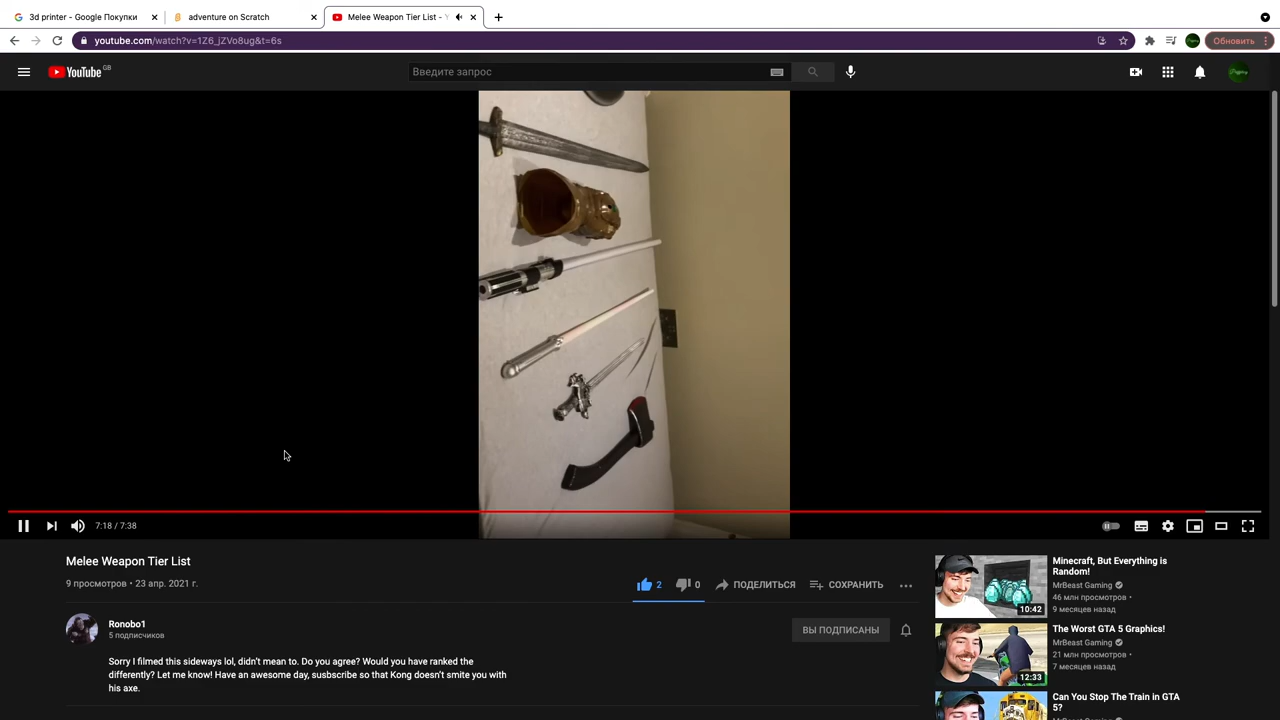 3d printer - Google Покупки
adventure on Scratch
Melee Weapon Tier List - Y
youtube.com/watch?v=1Z6_jZVo8ug&t=6s
Обновить
YouTube GB
Введите запрос
7:18 / 7:38
Melee Weapon Tier List
9 просмотров • 23 апр. 2021 г.
2
0
ПОДЕЛИТЬСЯ
СОХРАНИТЬ
Ronobo1
5 подписчиков
ВЫ ПОДПИСАНЫ
Sorry I filmed this sideways lol, didn't mean to. Do you agree? Would you have ranked the
differently? Let me know! Have an awesome day, susbscribe so that Kong doesn't smite you with
his axe.
10:42
Minecraft, But Everything is
Random!
MrBeast Gaming
46 млн просмотров •
9 месяцев назад
12:33
The Worst GTA 5 Graphics!
MrBeast Gaming
21 млн просмотров •
7 месяцев назад
Can You Stop The Train in GTA
5?